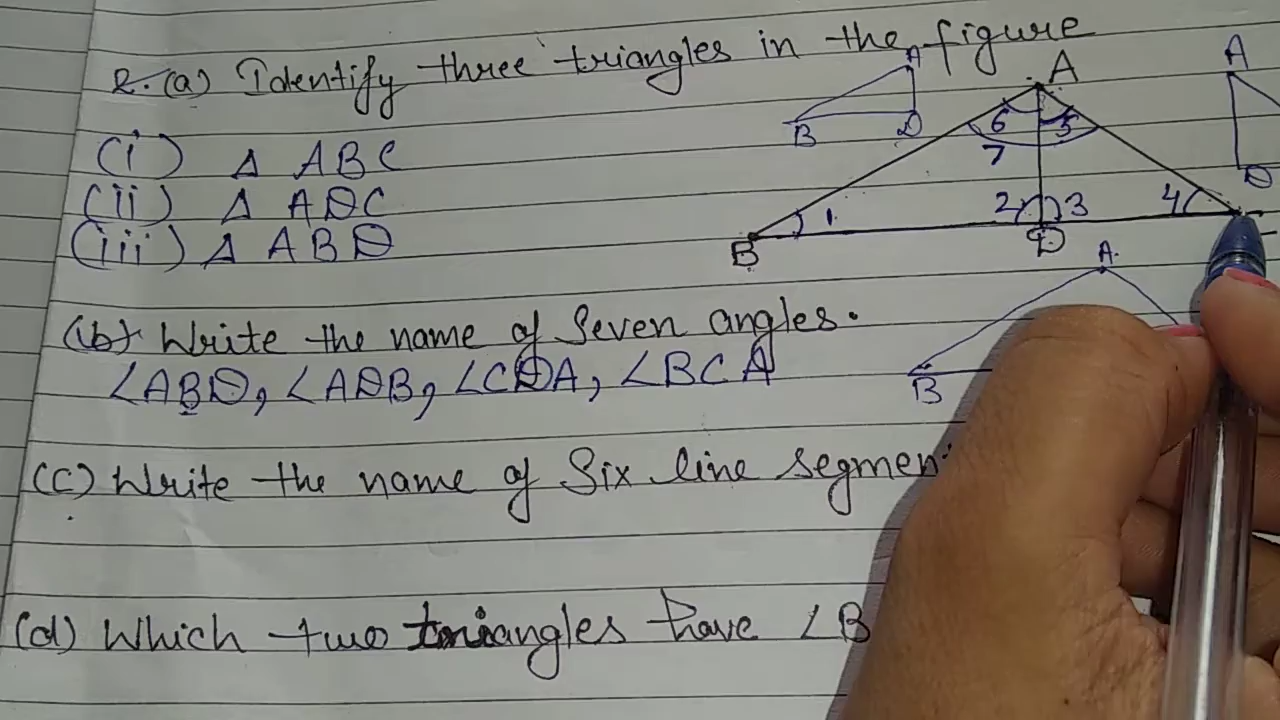 2.(a) Identify three triangles in the figure
(i) Δ ABC
(ii) Δ ADC
(iii) Δ ABD
A
B D
A
6 5
7
1 2 3 4
B D
A
D
A
B
(b) Write the name of Seven angles.
∠ABD, ∠ADB, ∠CDA, ∠BCA
(c) Write the name of Six line segmen
(d) Which two triangles have ∠B